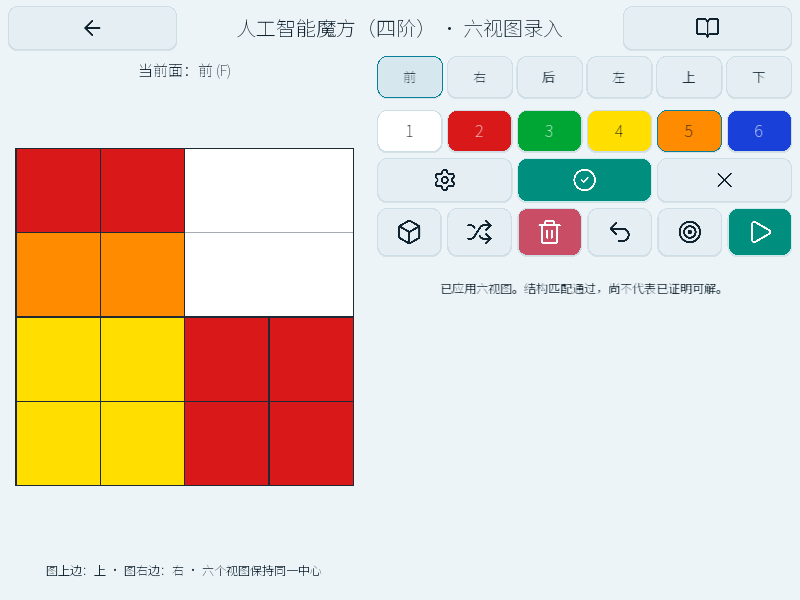 人工智能魔方（四阶） · 六视图录入
当前面：前 (F)
前 右 后 左 上 下
1 2 3 4 5 6
已应用六视图。结构匹配通过，尚不代表已证明可解。
图上边：上 · 图右边：右 · 六个视图保持同一中心